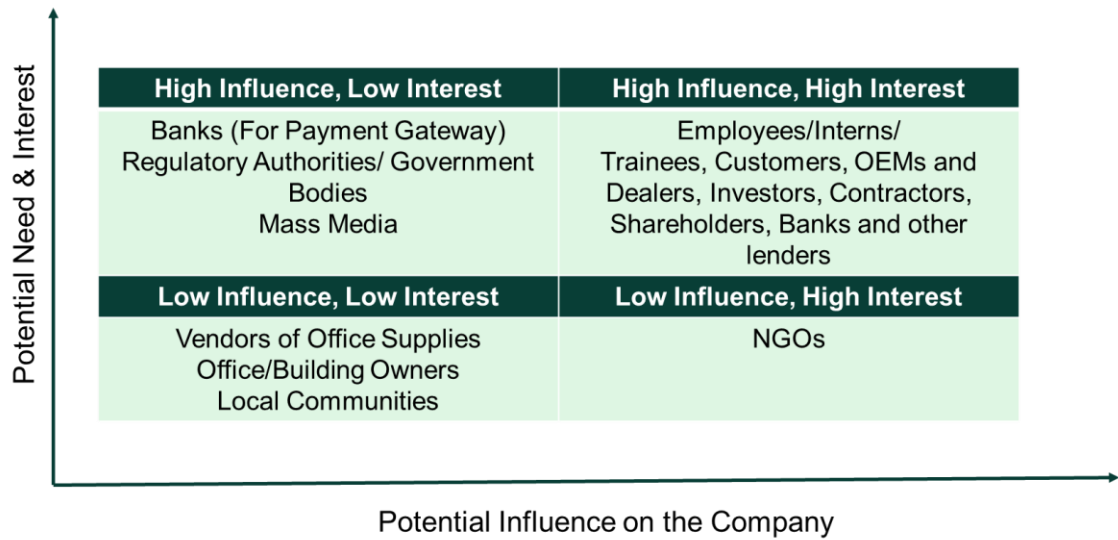 Potential Need & Interest
High Influence, Low Interest
Banks (For Payment Gateway)
Regulatory Authorities/ Government
Bodies
Mass Media
High Influence, High Interest
Employees/Interns/
Trainees, Customers, OEMs and
Dealers, Investors, Contractors,
Shareholders, Banks and other
lenders
Low Influence, Low Interest
Vendors of Office Supplies
Office/Building Owners
Local Communities
Low Influence, High Interest
NGOs
Potential Influence on the Company